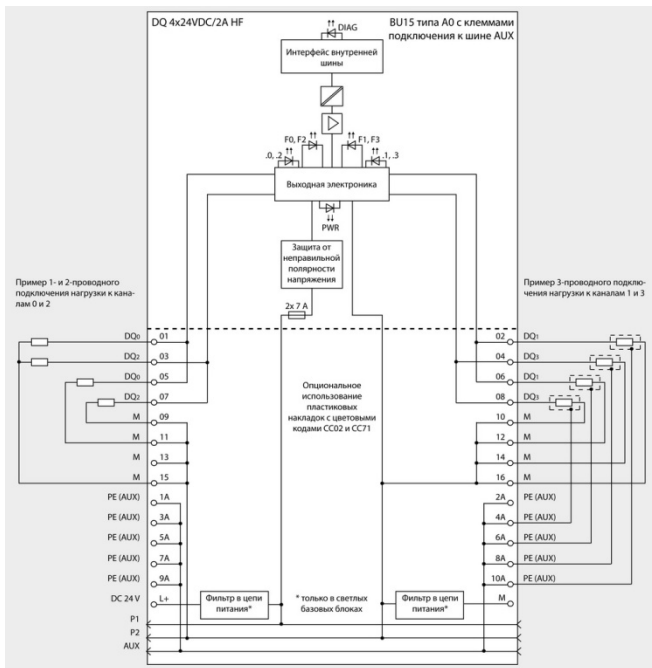 DQ 4x24VDC/2A HF
BU15 типа A0 с клеммами
подключения к шине AUX
DIAG
Интерфейс внутренней
шины
F0, F2
F1, F3
.0, .2
.1, .3
Выходная электроника
PWR
Защита от
неправильной
полярности
напряжения
2x 7 A
Пример 1- и 2-проводного
подключения нагрузки к кана-
лам 0 и 2
Пример 3-проводного подклю-
чения нагрузки к каналам 1 и 3
DQ0 01
02 DQ1
DQ2 03
04 DQ3
DQ0 05
06 DQ1
DQ2 07
08 DQ3
M 09
10 M
M 11
12 M
M 13
14 M
M 15
16 M
Опциональное
использование
пластиковых
накладок с цветовыми
кодами CC02 и CC71
PE (AUX) 1A
2A PE (AUX)
PE (AUX) 3A
4A PE (AUX)
PE (AUX) 5A
6A PE (AUX)
PE (AUX) 7A
8A PE (AUX)
PE (AUX) 9A
10A PE (AUX)
DC 24 V L+
Фильтр в цепи
питания*
* только в светлых
базовых блоках
Фильтр в цепи
питания*
M
P1
P2
AUX